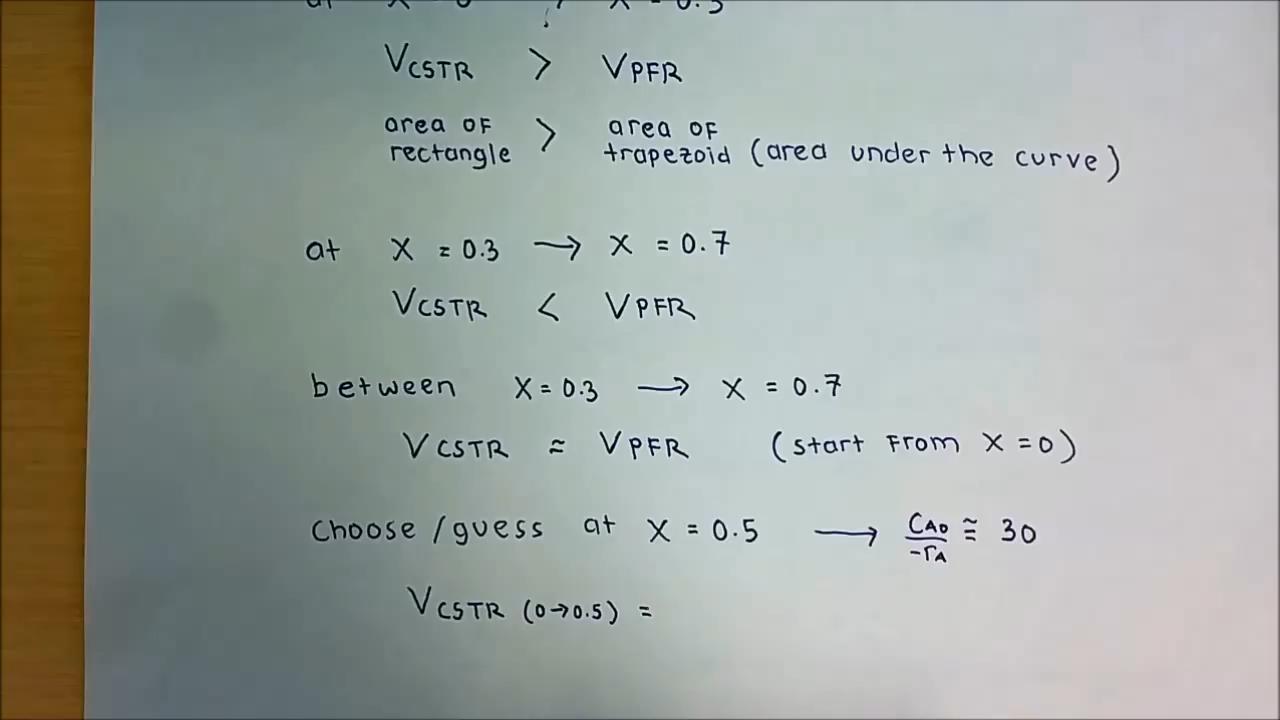 VCSTR > VPFR
area of rectangle > area of trapezoid (area under the curve)
at X = 0.3 → X = 0.7
VCSTR < VPFR
between X = 0.3 → X = 0.7
VCSTR ≈ VPFR (start from X = 0)
Choose/guess at X = 0.5 → CA0/-rA ≅ 30
VCSTR (0→0.5) =